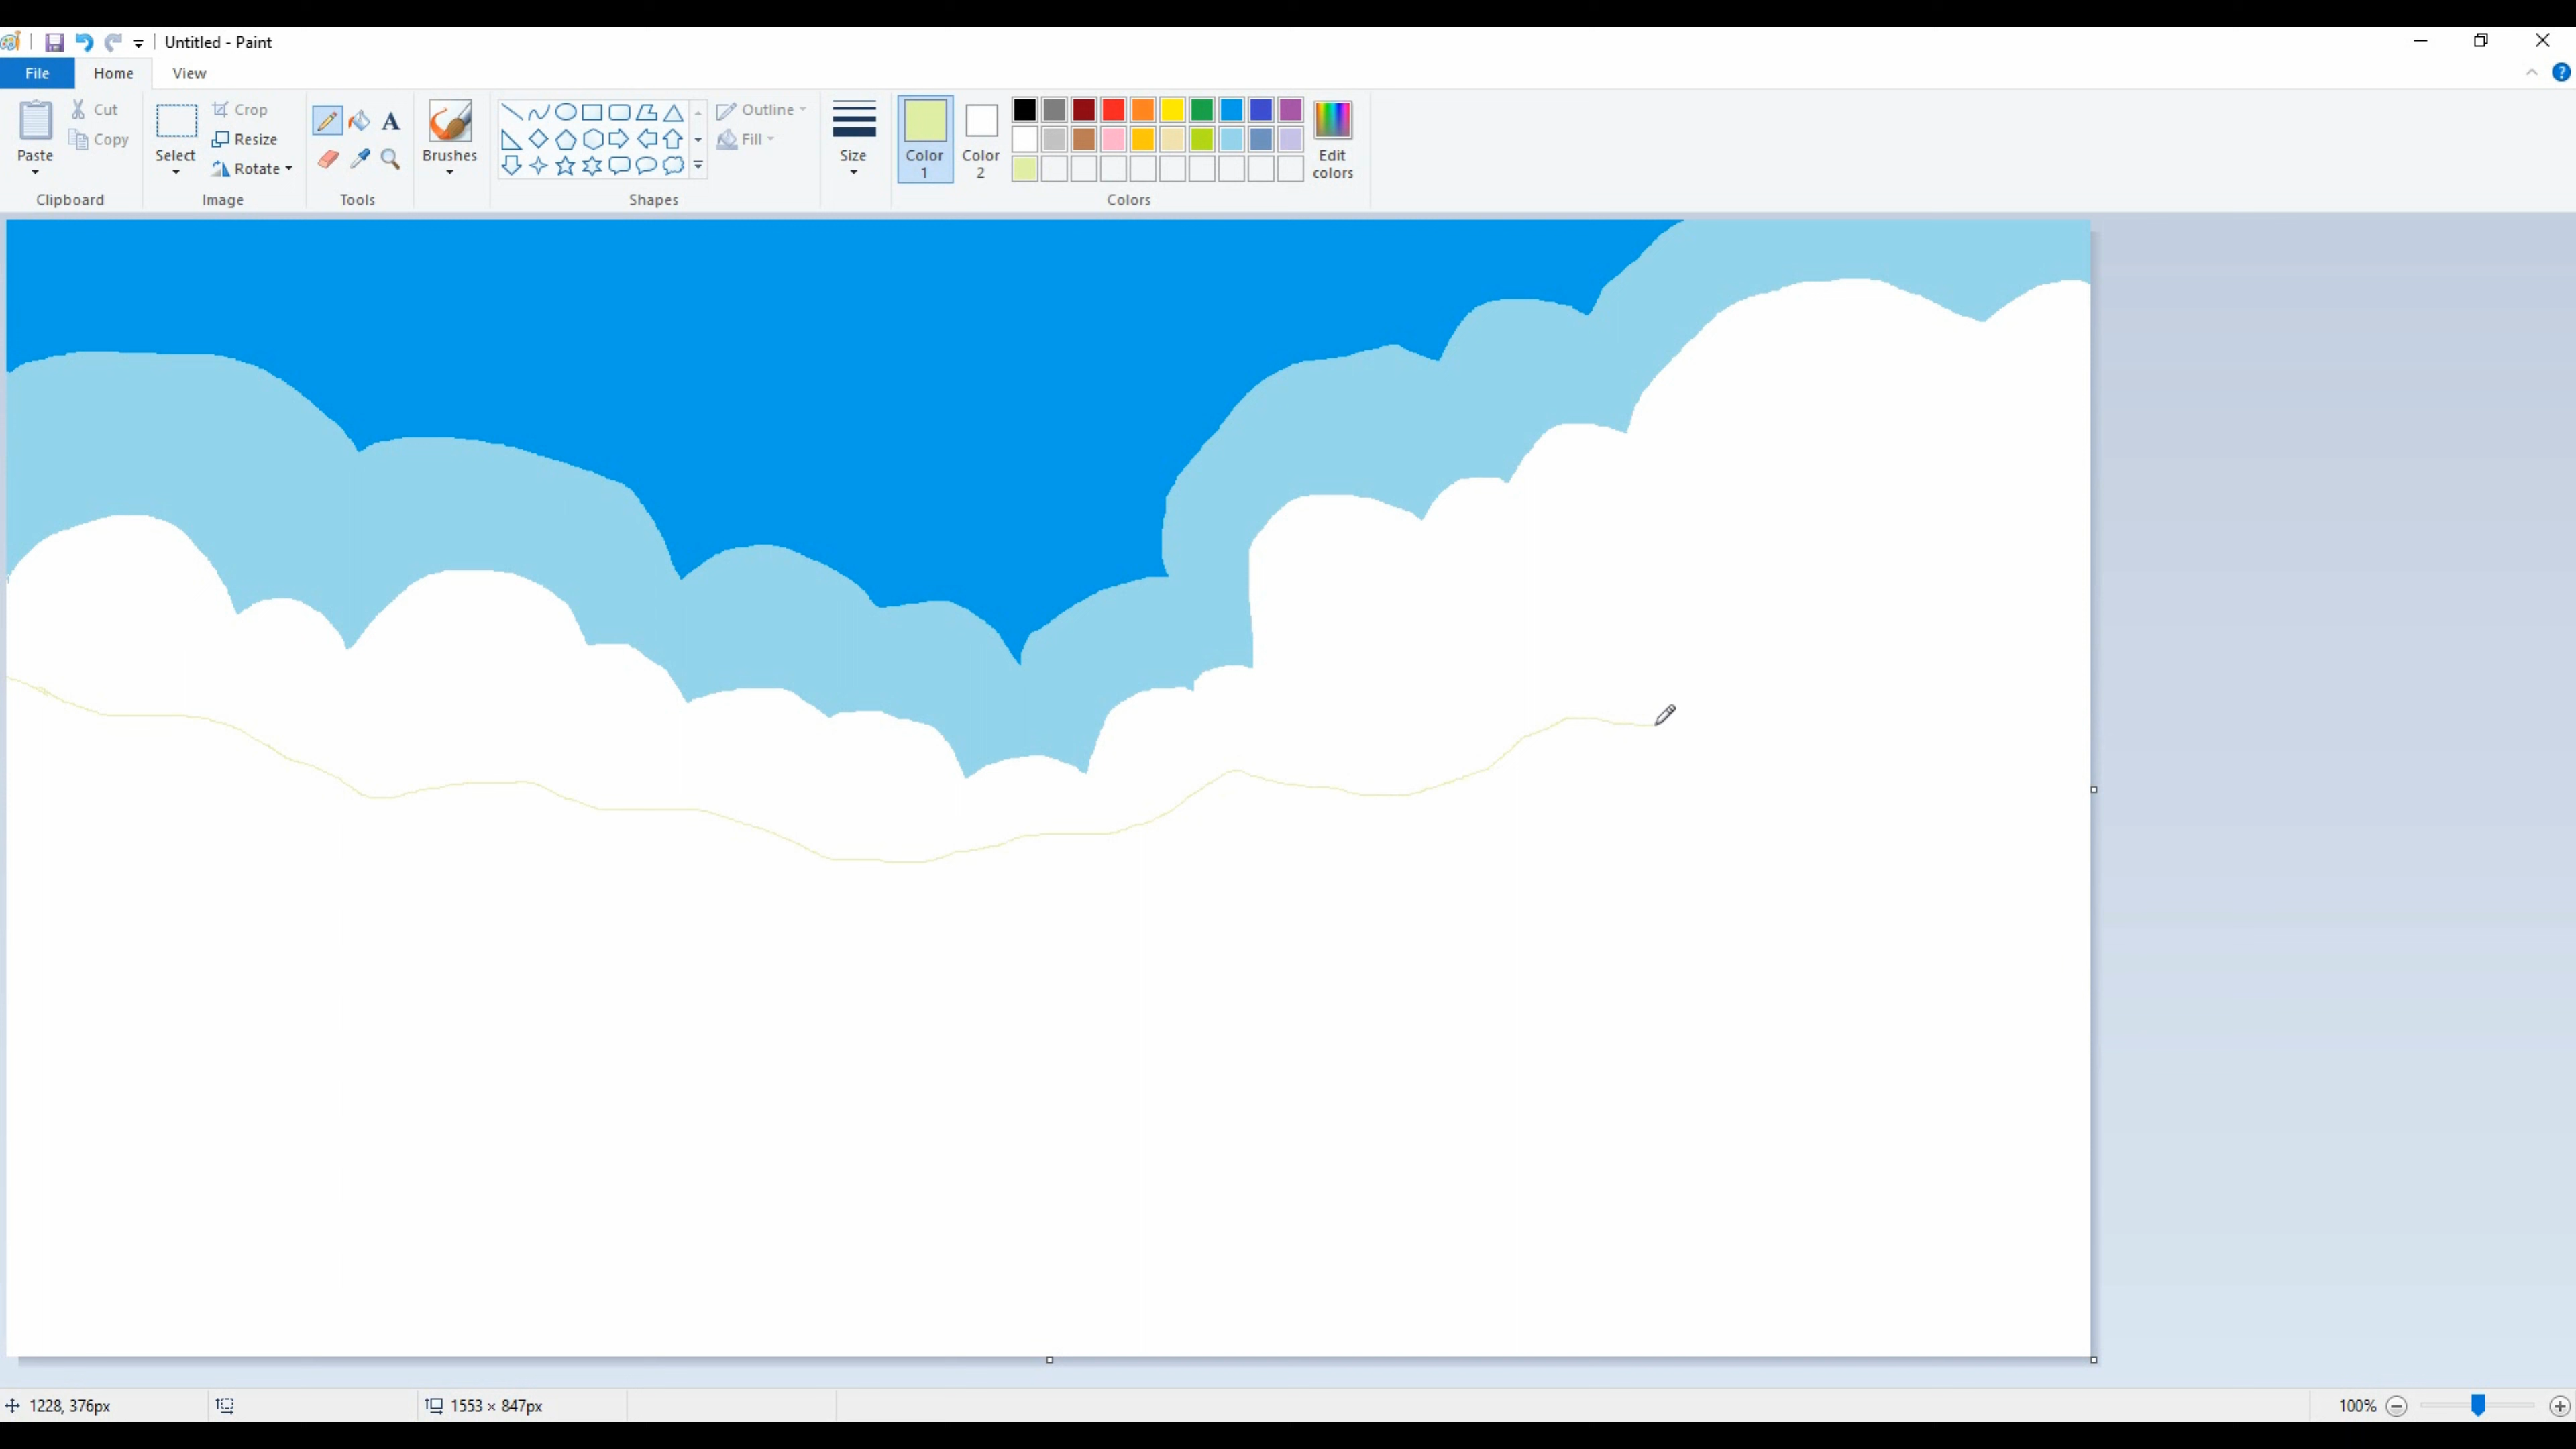 Untitled - Paint
File Home View
Paste Cut Copy Select Crop Resize Rotate A Brushes Outline Fill Size Color 1 Color 2 Edit colors
Clipboard Image Tools Shapes Colors
1228, 376px 1553 × 847px 100%